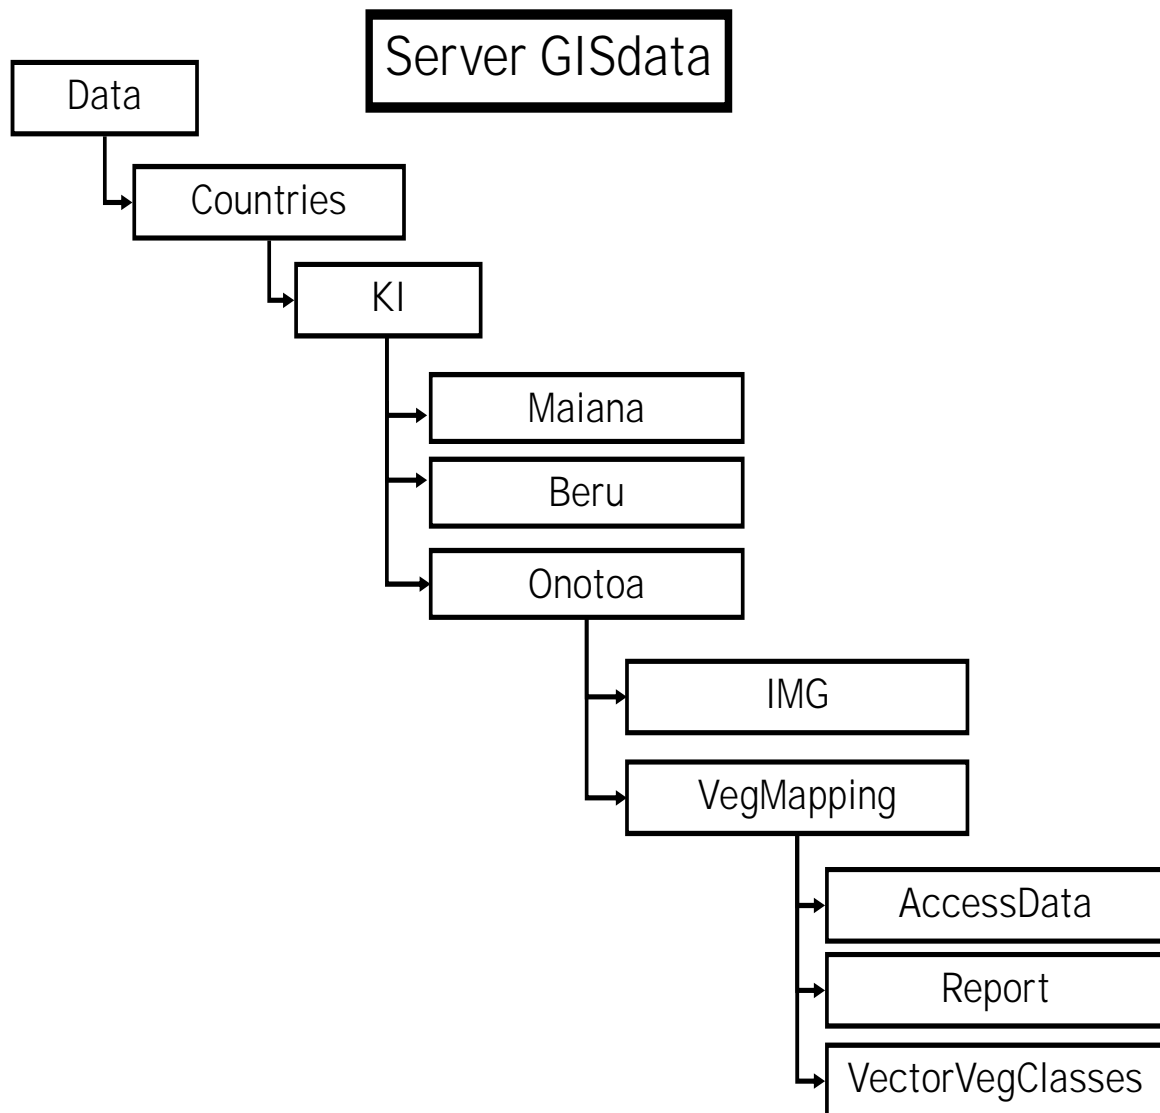 Server GISdata
Data
Countries
KI
Maiana
Beru
Onotoa
IMG
VegMapping
AccessData
Report
VectorVegClasses